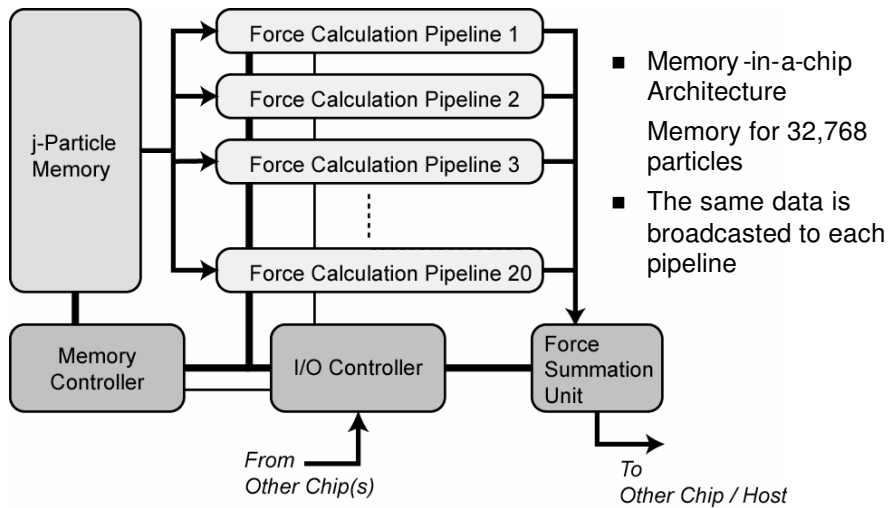 Force Calculation Pipeline 1
Force Calculation Pipeline 2
Force Calculation Pipeline 3
Force Calculation Pipeline 20
j-Particle
Memory
Memory
Controller
I/O Controller
Force
Summation
Unit
From
Other Chip(s)
To
Other Chip / Host
■ Memory-in-a-chip
Architecture
Memory for 32,768
particles
■ The same data is
broadcasted to each
pipeline